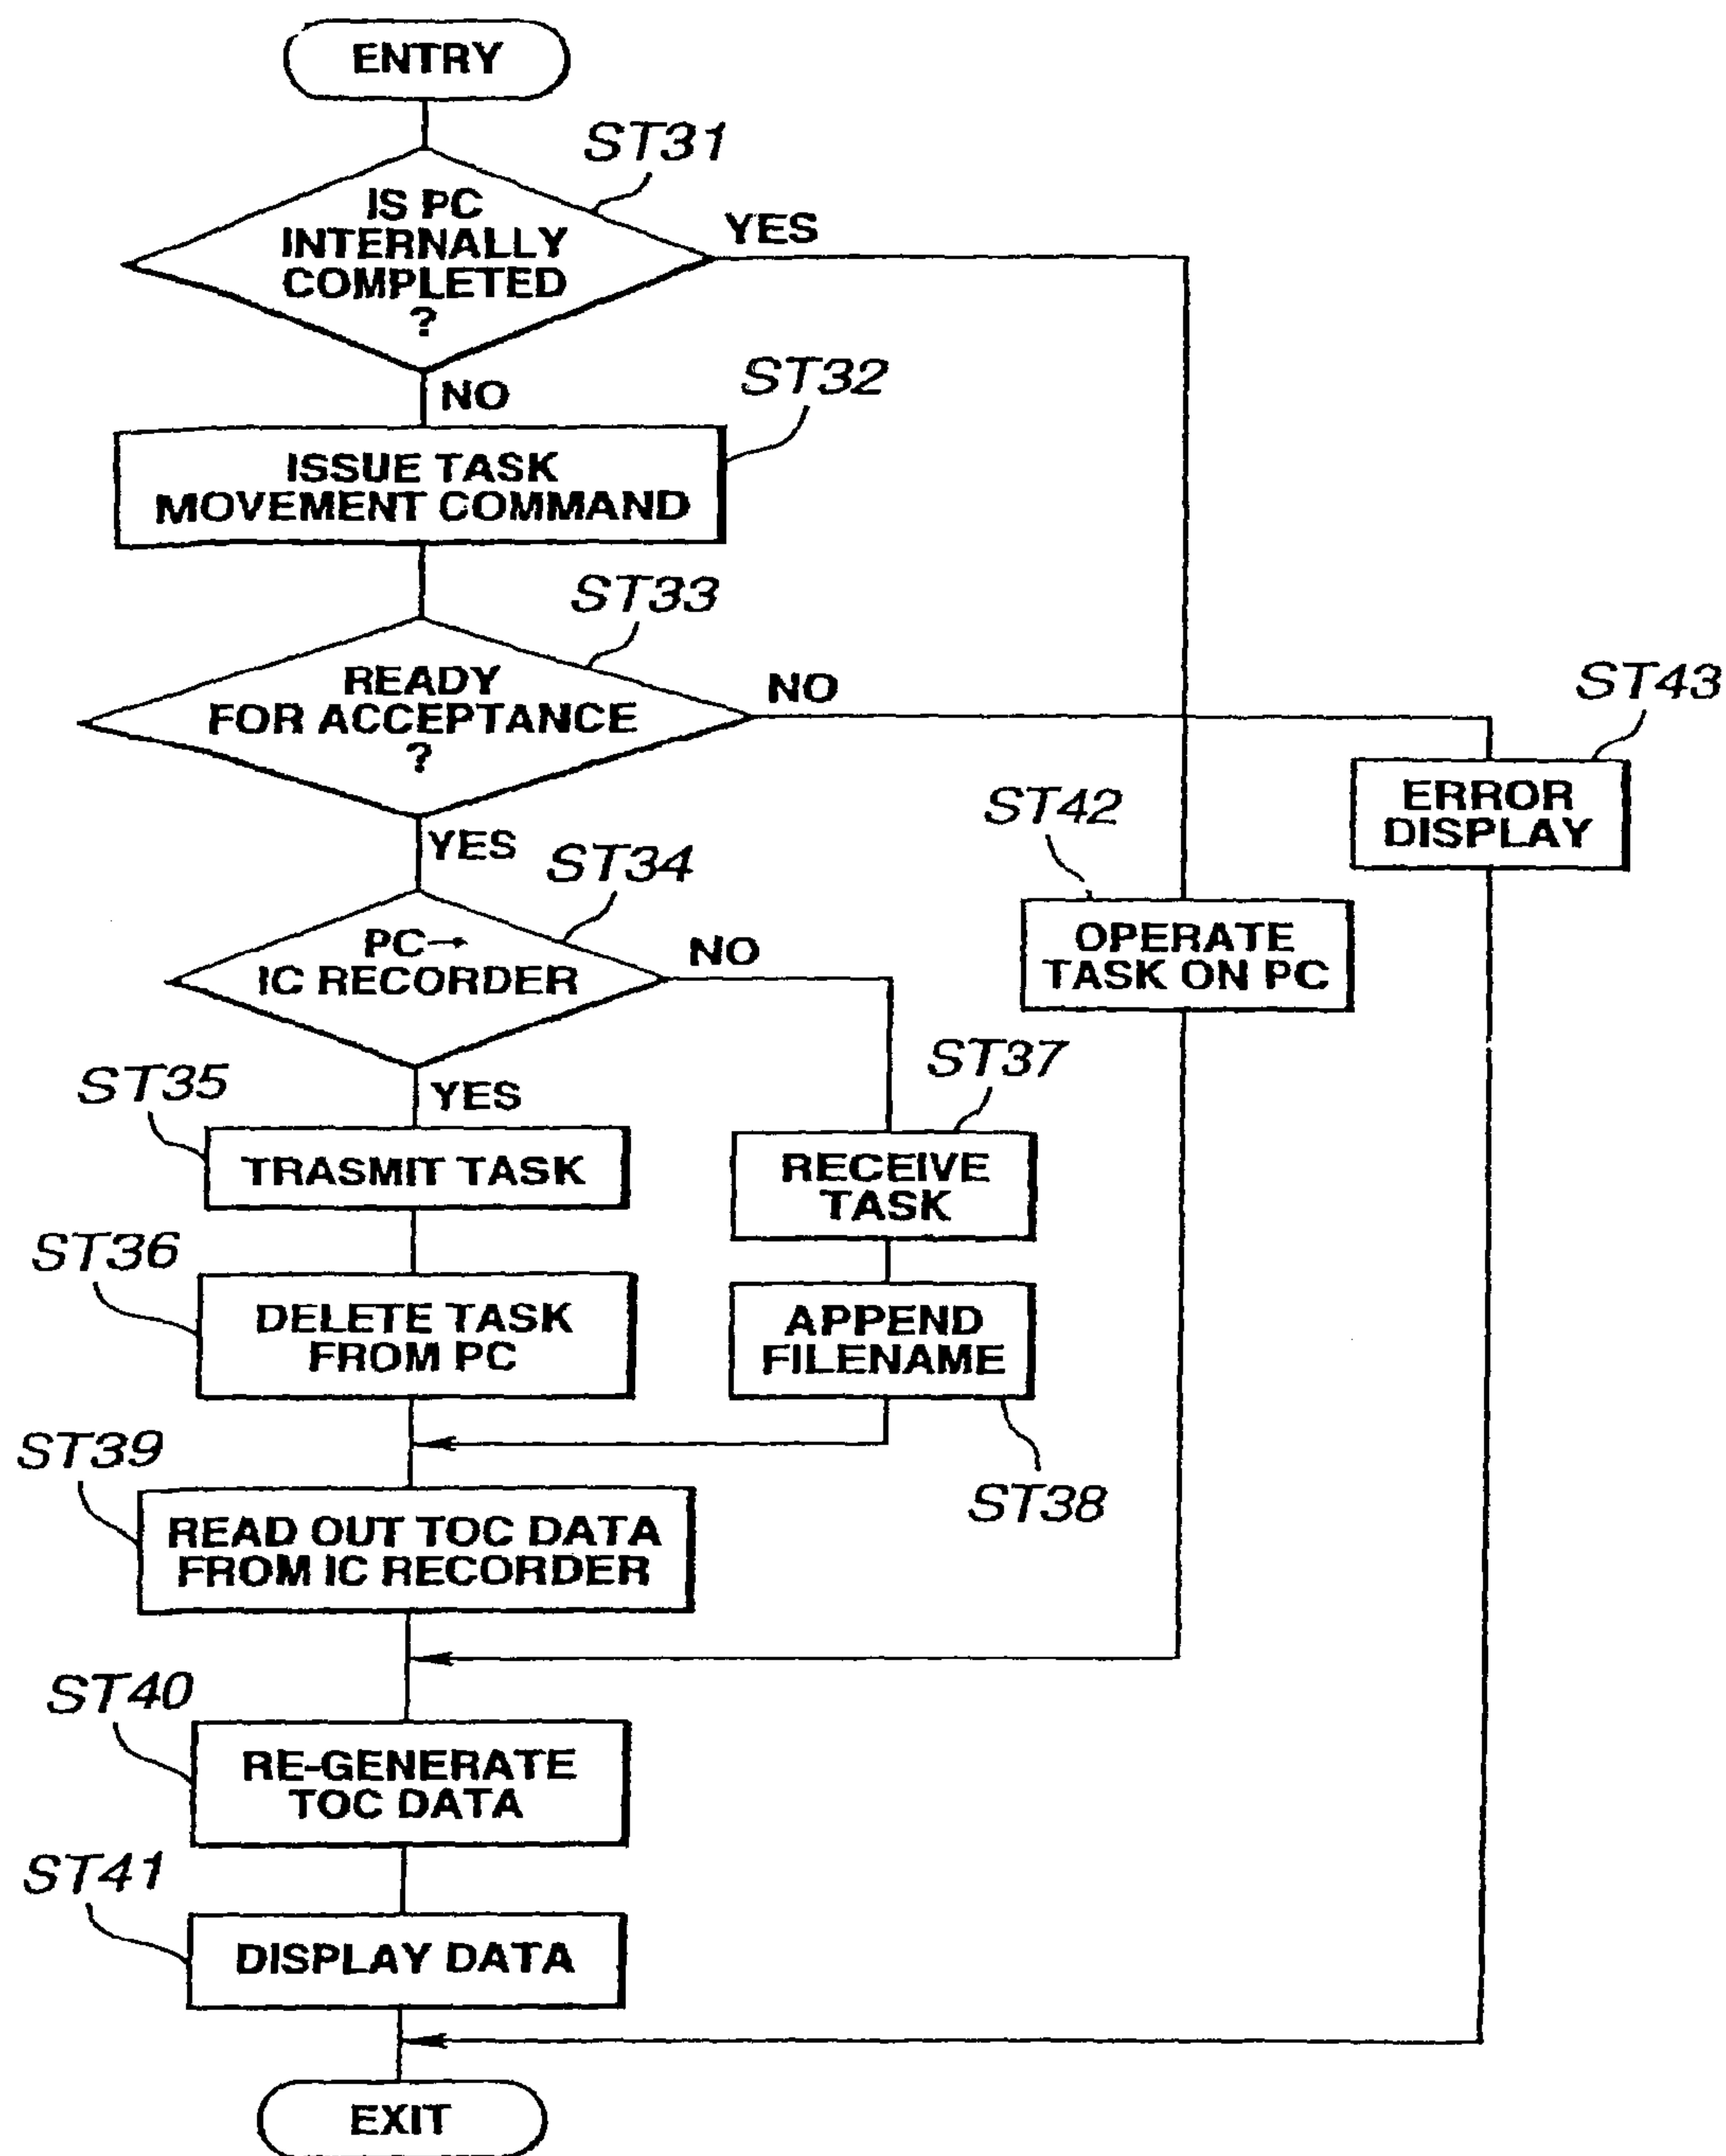 ENTRY
ST31
IS PC
INTERNALLY
COMPLETED
?
YES
NO
ST32
ISSUE TASK
MOVEMENT COMMAND
ST33
READY
FOR ACCEPTANCE
?
NO
ST43
ERROR
DISPLAY
YES
ST42
OPERATE
TASK ON PC
ST34
PC→
IC RECORDER
NO
YES
ST35
TRASMIT TASK
ST37
RECEIVE
TASK
ST36
DELETE TASK
FROM PC
APPEND
FILENAME
ST38
ST39
READ OUT TOC DATA
FROM IC RECORDER
ST40
RE-GENERATE
TOC DATA
ST41
DISPLAY DATA
EXIT